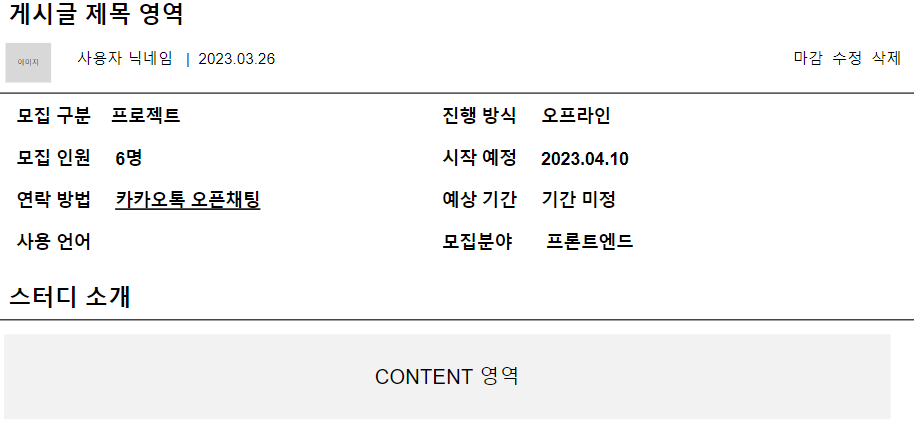 게시글 제목 영역
이미지 사용자 닉네임 | 2023.03.26 마감 수정 삭제
모집 구분 프로젝트 진행 방식 오프라인
모집 인원 6명 시작 예정 2023.04.10
연락 방법 카카오톡 오픈채팅 예상 기간 기간 미정
사용 언어 모집분야 프론트엔드
스터디 소개
CONTENT 영역